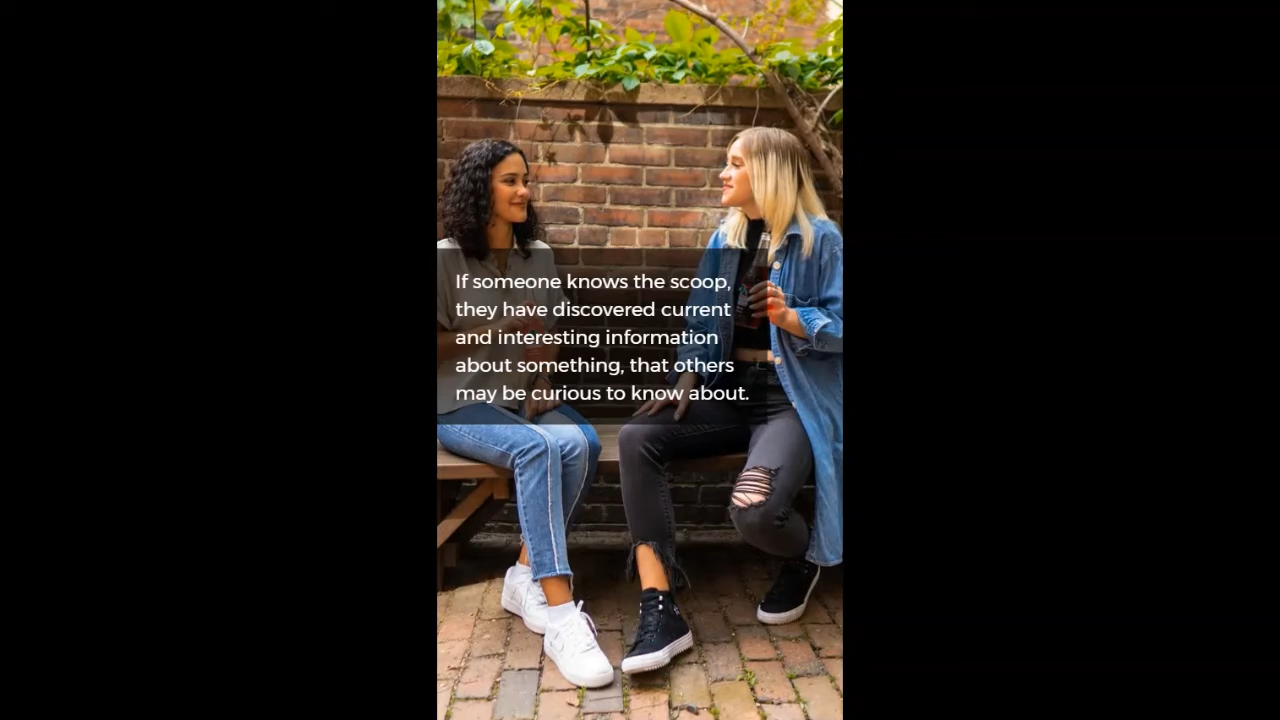 If someone knows the scoop,
they have discovered current
and interesting information
about something, that others
may be curious to know about.